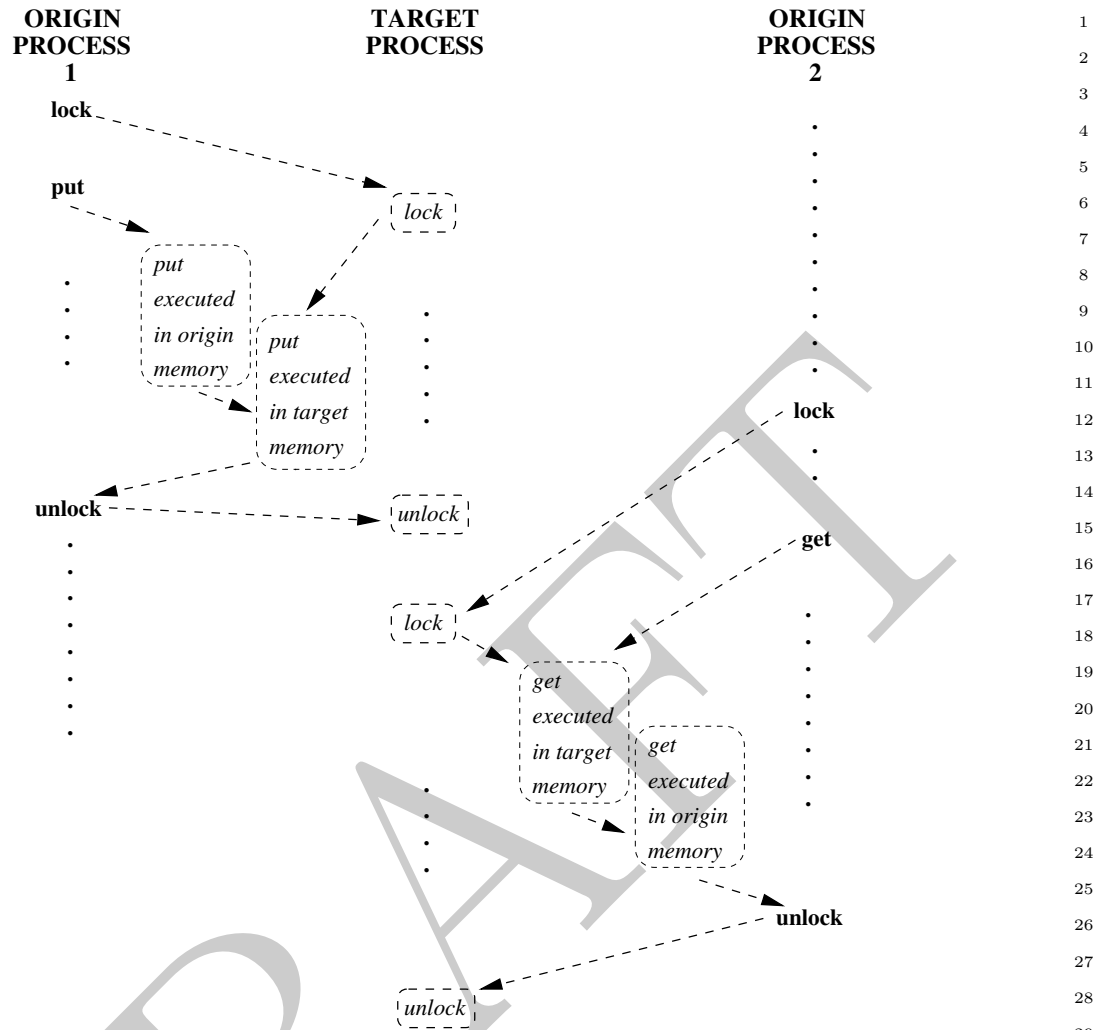 ORIGIN
PROCESS
1
TARGET
PROCESS
ORIGIN
PROCESS
2
lock
put
lock
put
executed
in origin
memory
put
executed
in target
memory
lock
unlock
unlock
get
lock
get
executed
in target
memory
get
executed
in origin
memory
unlock
unlock
1
2
3
4
5
6
7
8
9
10
11
12
13
14
15
16
17
18
19
20
21
22
23
24
25
26
27
28
DRAFT